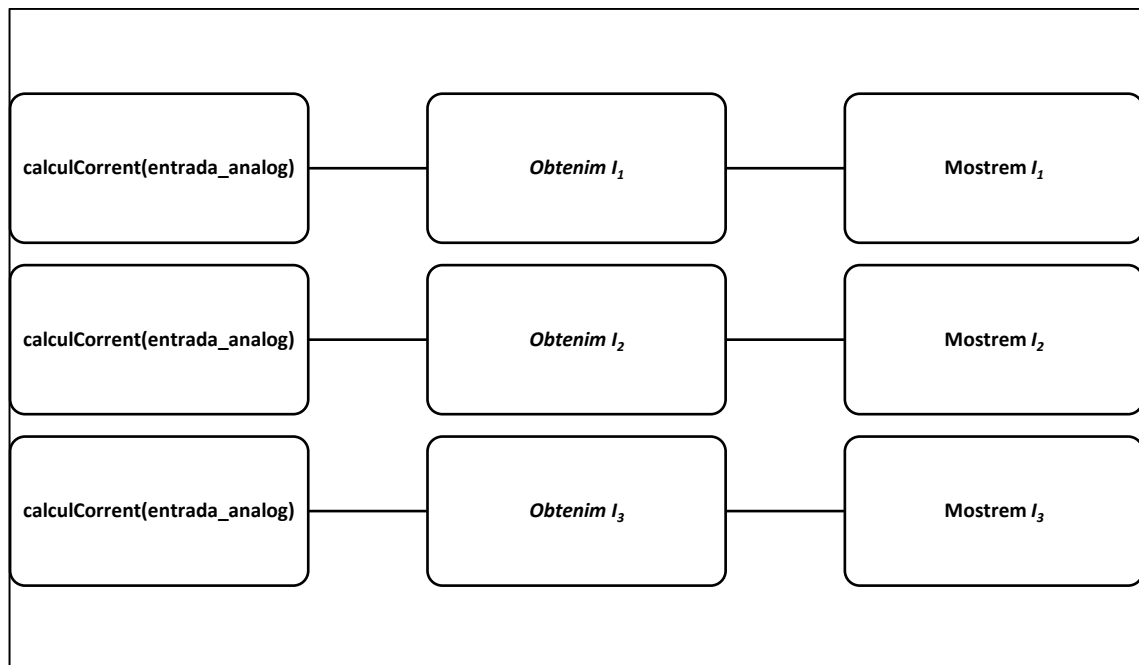 calculCorrent(entrada_analog)
Obtenim I₁
Mostrem I₁
calculCorrent(entrada_analog)
Obtenim I₂
Mostrem I₂
calculCorrent(entrada_analog)
Obtenim I₃
Mostrem I₃